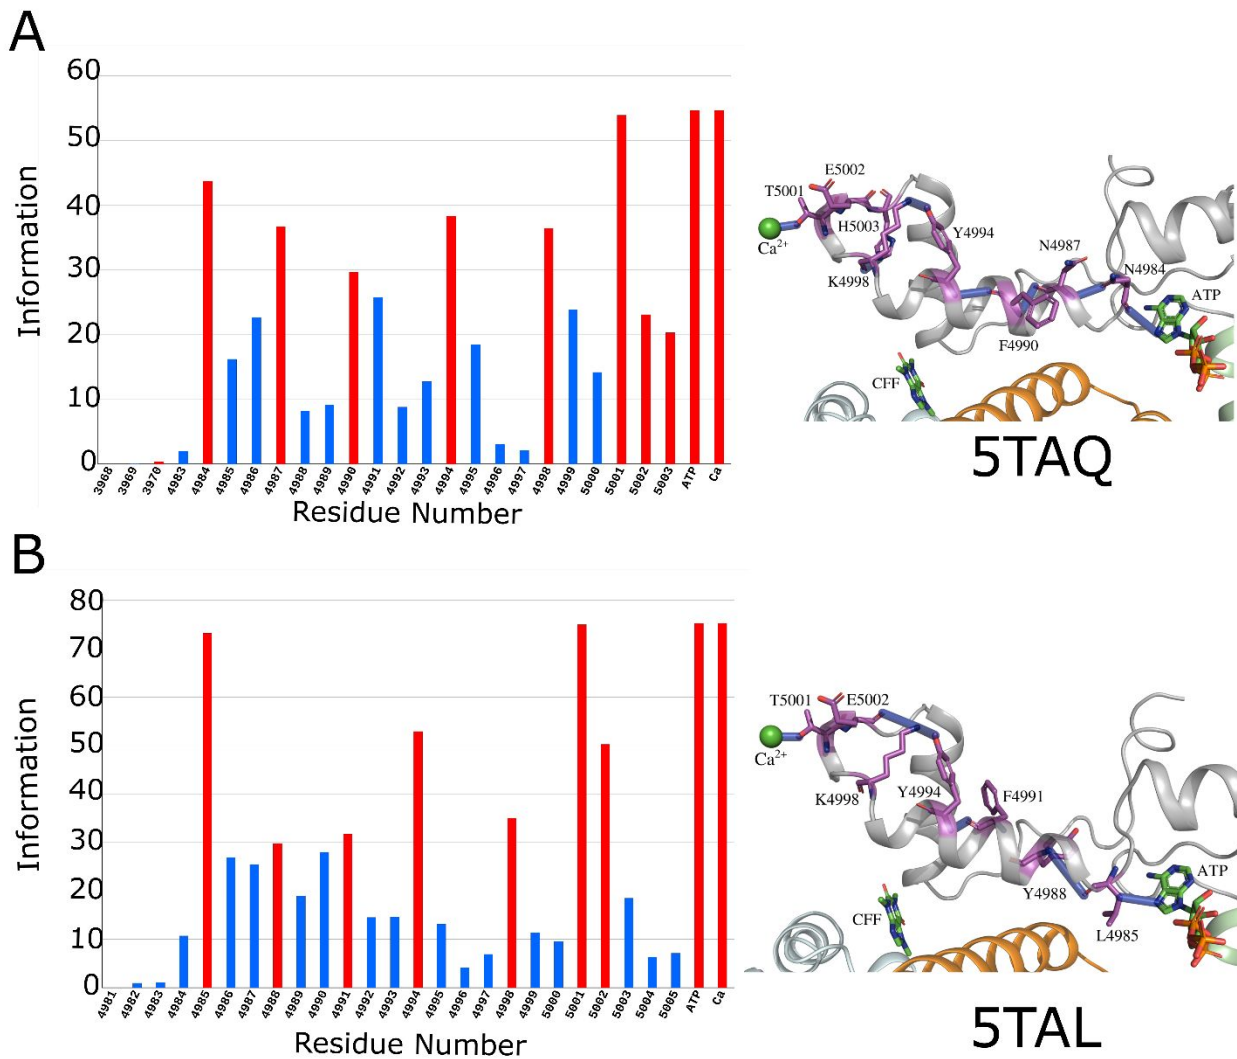 A
60
50
40
30
20
10
0
Information
3968 3969 3970 4983 4984 4985 4986 4987 4988 4989 4990 4991 4992 4993 4994 4995 4996 4997 4998 4999 5000 5001 5002 5003 ATP Ca
Residue Number
E5002
T5001
H5003
Ca²⁺
Y4994
K4998
N4987
N4984
ATP
F4990
CFF
5TAQ
B
80
70
60
50
40
30
20
10
0
Information
4981 4982 4983 4984 4985 4986 4987 4988 4989 4990 4991 4992 4993 4994 4995 4996 4997 4998 4999 5000 5001 5002 5003 5004 5005 ATP Ca
Residue Number
T5001
E5002
Ca²⁺
K4998
Y4994
F4991
Y4988
ATP
L4985
CFF
5TAL